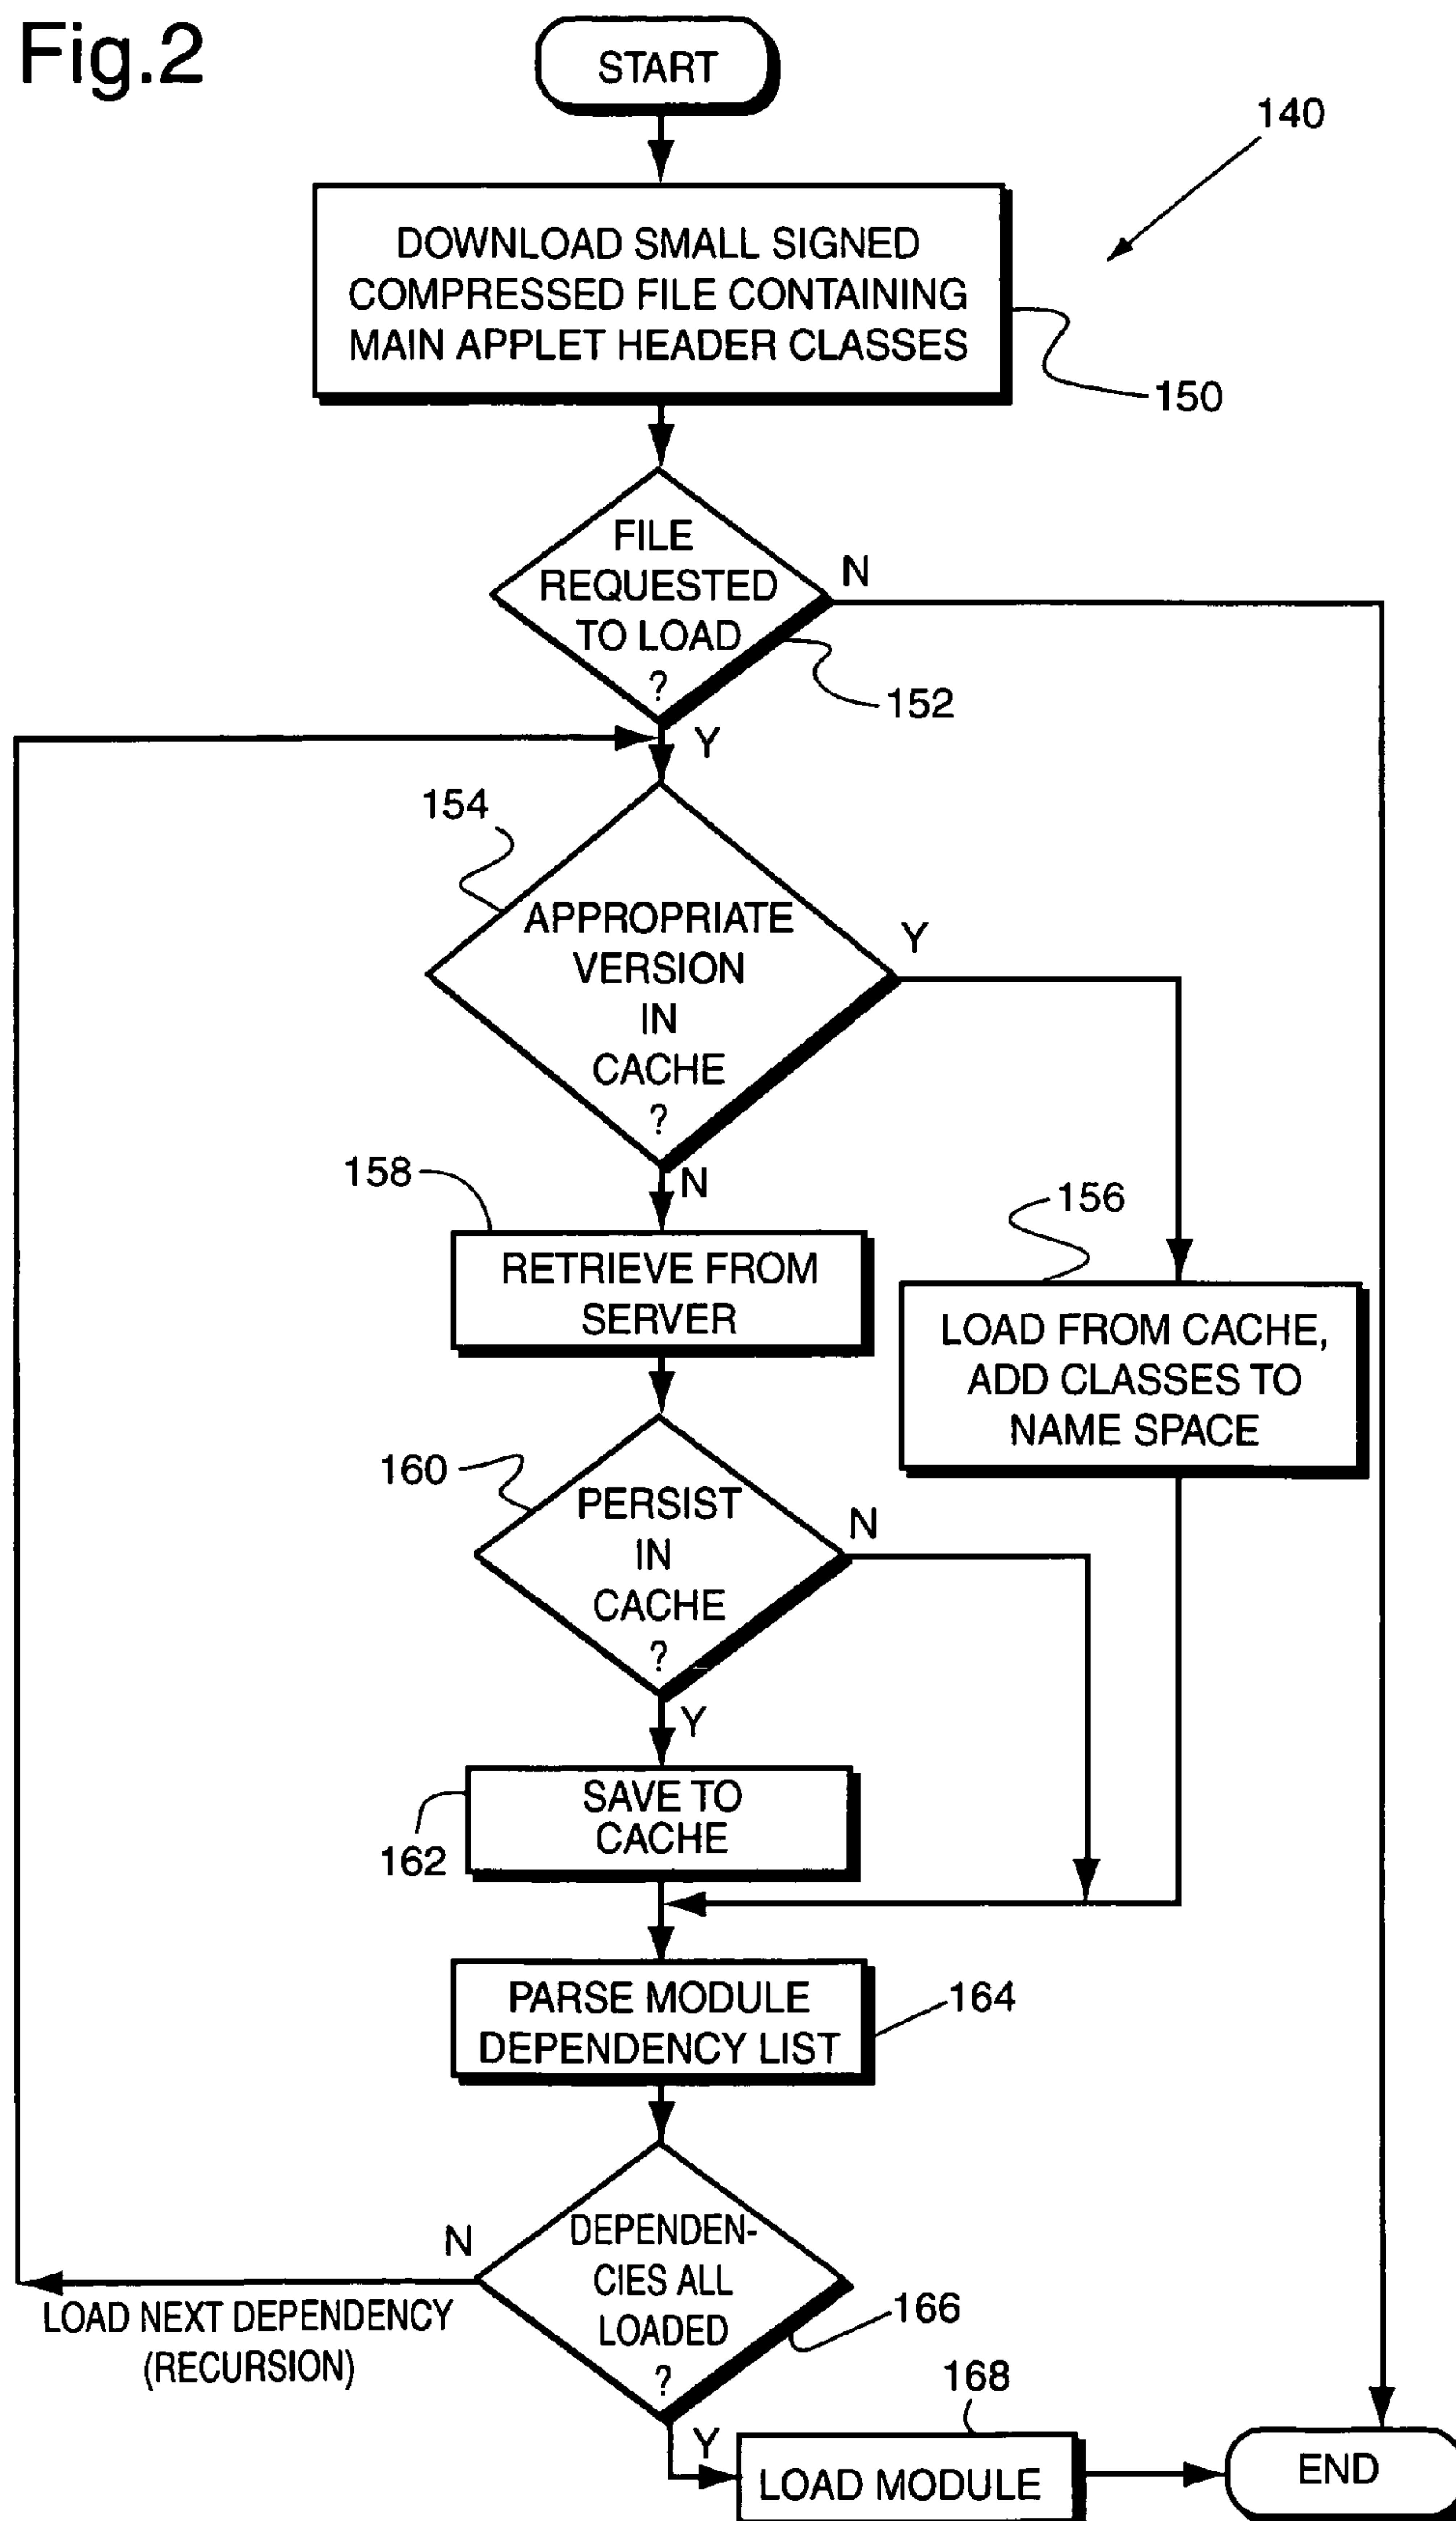 Fig.2
START
140
DOWNLOAD SMALL SIGNED
COMPRESSED FILE CONTAINING
MAIN APPLET HEADER CLASSES
150
FILE
REQUESTED
TO LOAD
?
N
152
Y
154
APPROPRIATE
VERSION
IN
CACHE
?
Y
N
158
RETRIEVE FROM
SERVER
156
LOAD FROM CACHE,
ADD CLASSES TO
NAME SPACE
160
PERSIST
IN
CACHE
?
N
Y
SAVE TO
CACHE
162
PARSE MODULE
DEPENDENCY LIST
164
DEPENDEN-
CIES ALL
LOADED
?
N
LOAD NEXT DEPENDENCY
(RECURSION)
166
Y
168
LOAD MODULE
END